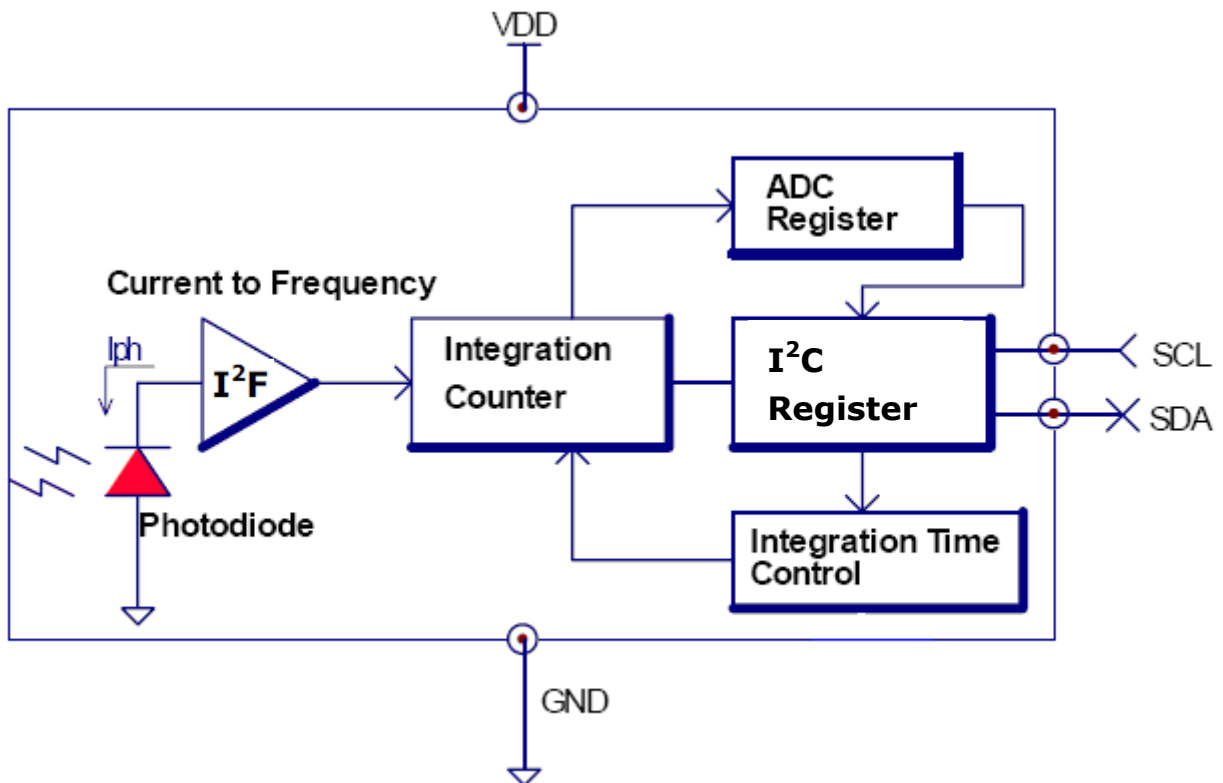 VDD
ADC
Register
Current to Frequency
Iph
I²F
Integration
Counter
I²C
Register
SCL
SDA
Photodiode
Integration Time
Control
GND